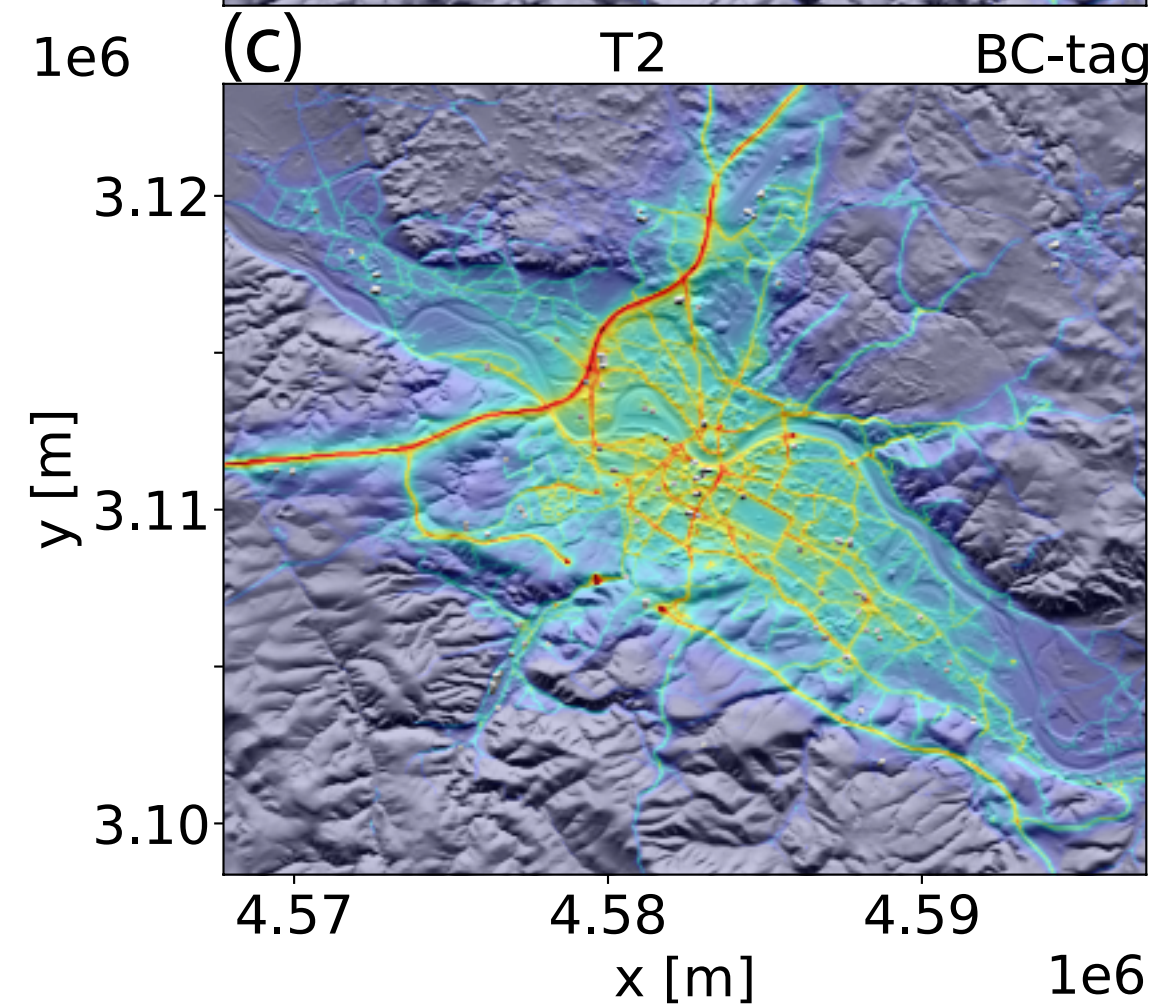 (c) T2 BC-tag
1e6
3.12
3.11
3.10
y [m]
4.57 4.58 4.59
x [m] 1e6